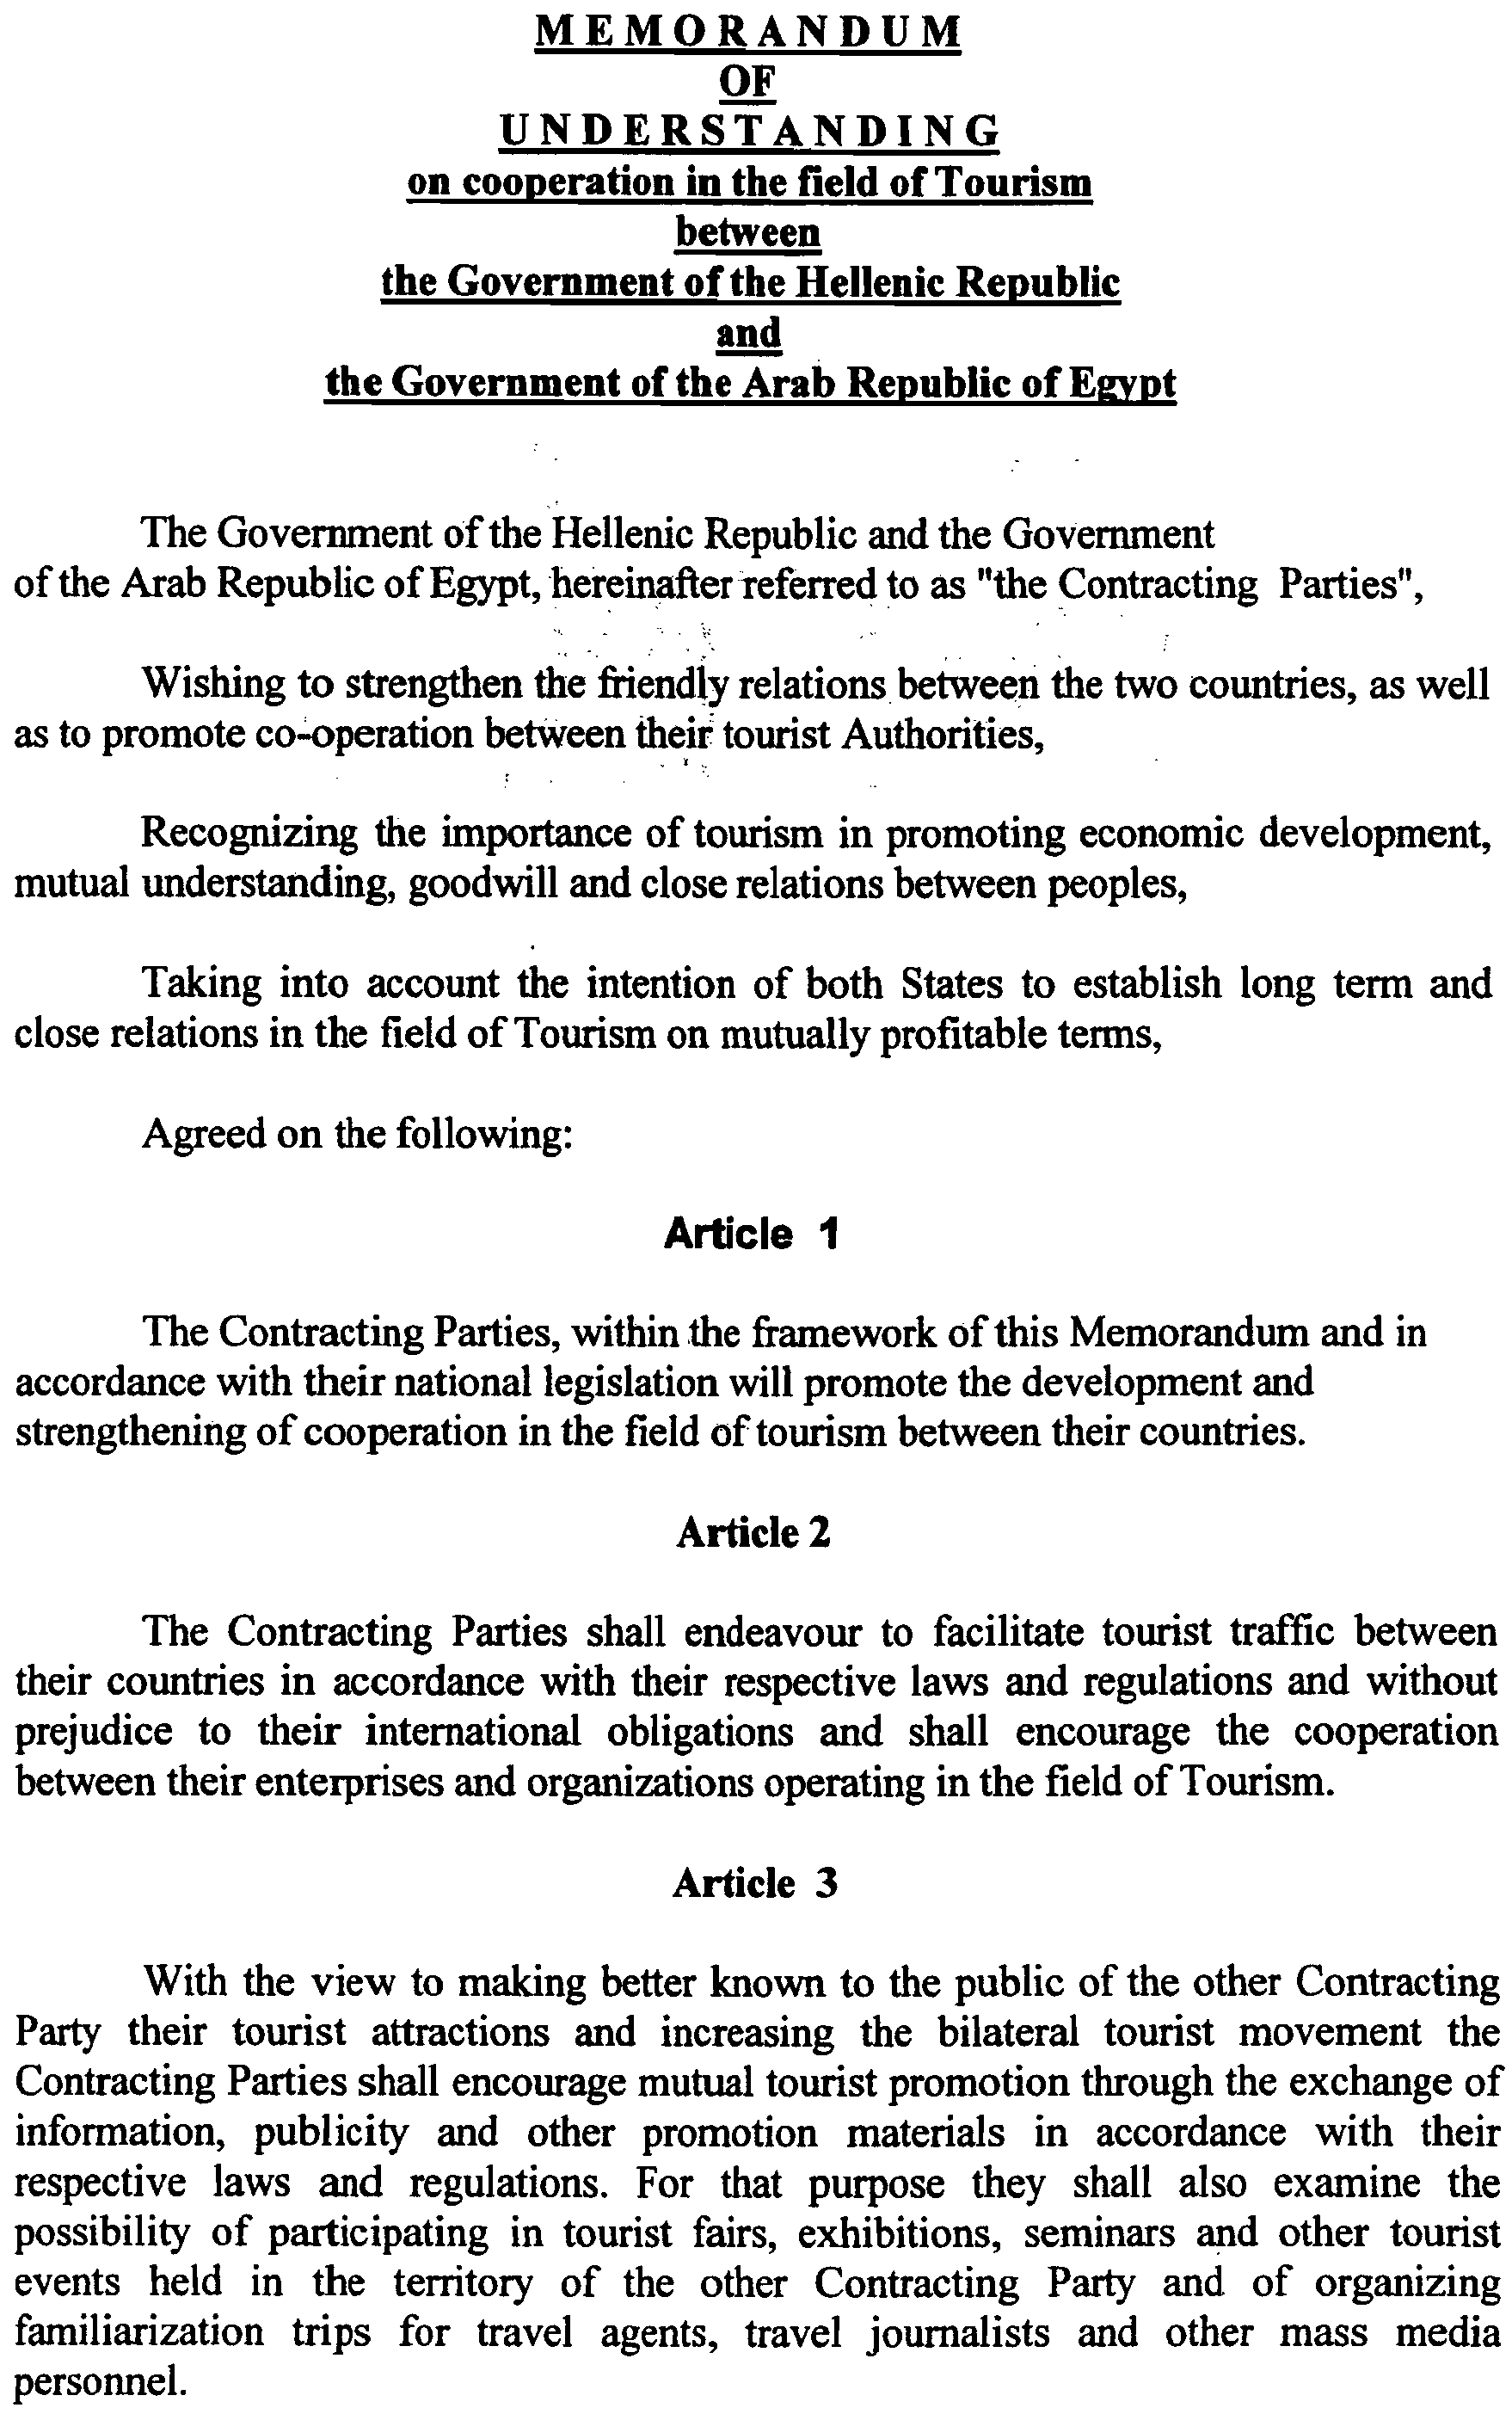 MEMORANDUM
OF
UNDERSTANDING
on cooperation in the field of Tourism
between
the Government of the Hellenic Republic
and
the Government of the Arab Republic of Egypt
The Government of the Hellenic Republic and the Government
of the Arab Republic of Egypt, hereinafter referred to as "the Contracting Parties",
Wishing to strengthen the friendly relations between the two countries, as well
as to promote co-operation between their tourist Authorities,
Recognizing the importance of tourism in promoting economic development,
mutual understanding, goodwill and close relations between peoples,
Taking into account the intention of both States to establish long term and
close relations in the field of Tourism on mutually profitable terms,
Agreed on the following:
Article 1
The Contracting Parties, within the framework of this Memorandum and in
accordance with their national legislation will promote the development and
strengthening of cooperation in the field of tourism between their countries.
Article 2
The Contracting Parties shall endeavour to facilitate tourist traffic between
their countries in accordance with their respective laws and regulations and without
prejudice to their international obligations and shall encourage the cooperation
between their enterprises and organizations operating in the field of Tourism.
Article 3
With the view to making better known to the public of the other Contracting
Party their tourist attractions and increasing the bilateral tourist movement the
Contracting Parties shall encourage mutual tourist promotion through the exchange of
information, publicity and other promotion materials in accordance with their
respective laws and regulations. For that purpose they shall also examine the
possibility of participating in tourist fairs, exhibitions, seminars and other tourist
events held in the territory of the other Contracting Party and of organizing
familiarization trips for travel agents, travel journalists and other mass media
personnel.